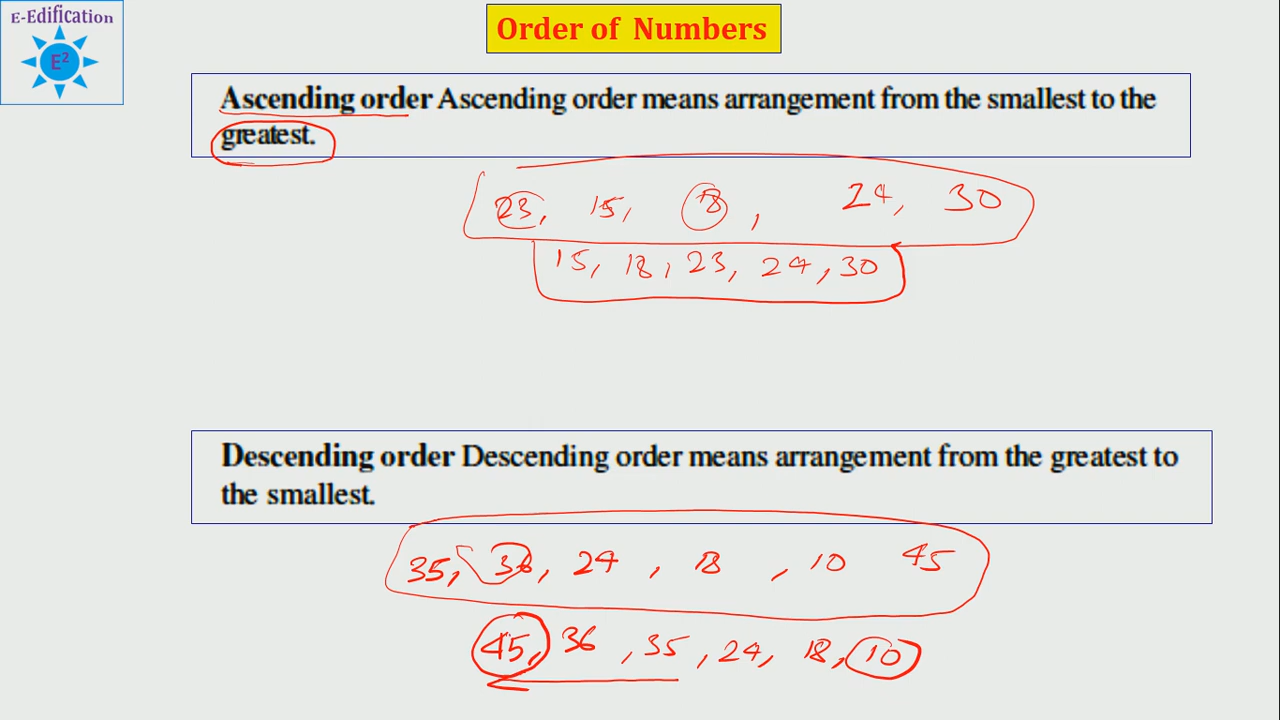 E-Edification
E²
Order of Numbers
Ascending order Ascending order means arrangement from the smallest to the
greatest.
23, 15, 18, 24, 30
15, 18, 23, 24, 30
Descending order Descending order means arrangement from the greatest to
the smallest.
35, 36, 24, 18, 10 45
45, 36, 35, 24, 18, 10